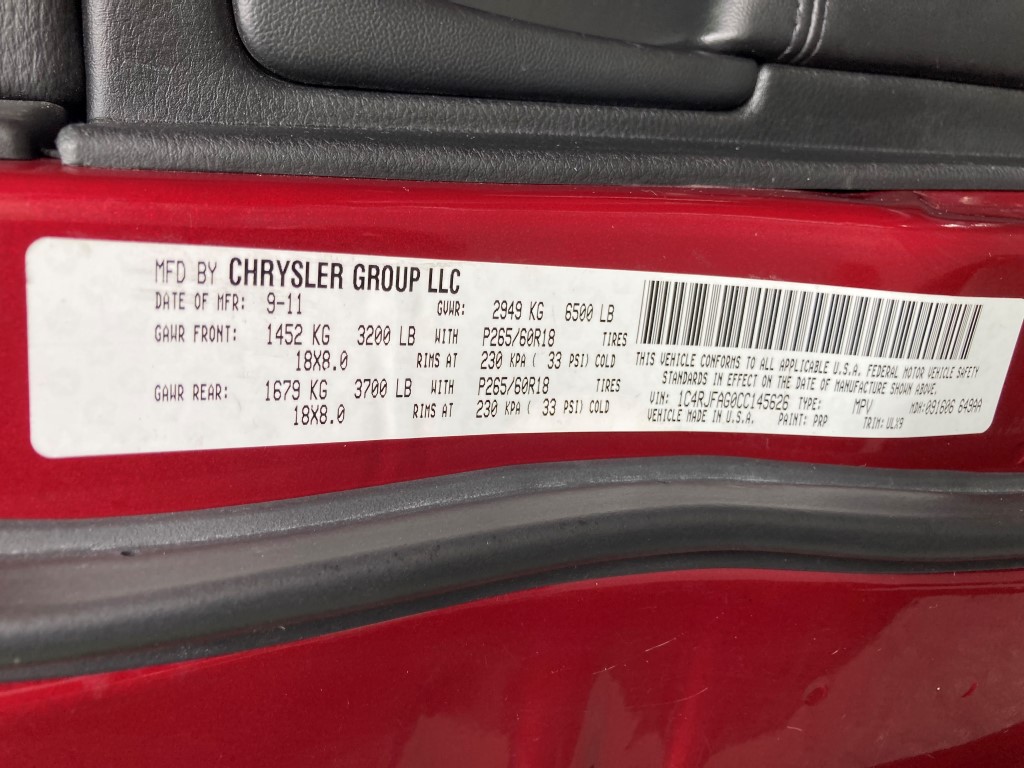 MFD BY CHRYSLER GROUP LLC
DATE OF MFR: 9-11 GVWR: 2949 KG 6500 LB
GAWR FRONT: 1452 KG 3200 LB WITH P265/60R18 TIRES
18X8.0 RIMS AT 230 KPA ( 33 PSI) COLD
GAWR REAR: 1679 KG 3700 LB WITH P265/60R18 TIRES
18X8.0 RIMS AT 230 KPA ( 33 PSI) COLD
THIS VEHICLE CONFORMS TO ALL APPLICABLE U.S.A. FEDERAL MOTOR VEHICLE SAFETY
STANDARDS IN EFFECT ON THE DATE OF MANUFACTURE SHOWN ABOVE.
VIN: 1C4RJFAG0CC145626 TYPE: MPV MDH:091606 649AA
VEHICLE MADE IN U.S.A. PAINT: PRP TRIM: ULX9